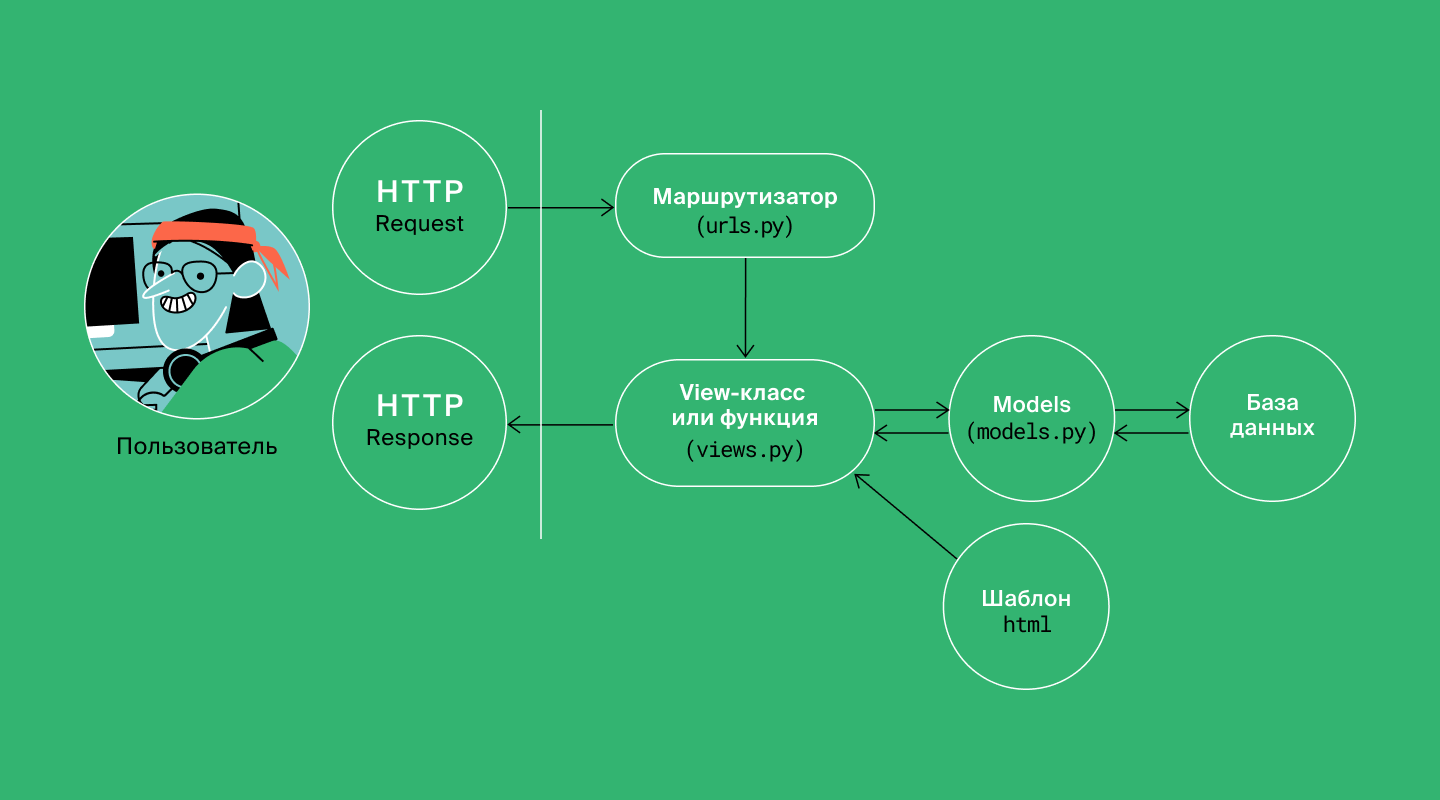 HTTP
Request
Маршрутизатор
(urls.py)
Пользователь
HTTP
Response
View-класс
или функция
(views.py)
Models
(models.py)
База
данных
Шаблон
html